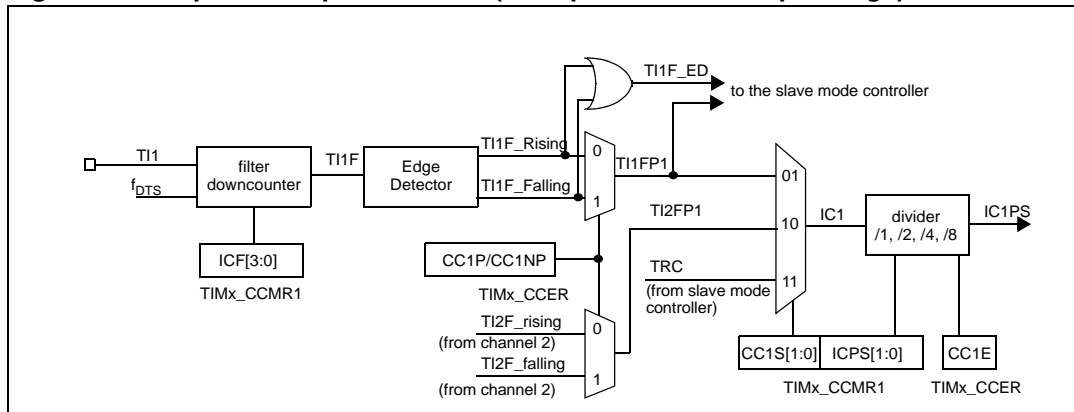 TI1F_ED
to the slave mode controller
TI1
fDTS
filter
downcounter
TI1F
Edge
Detector
TI1F_Rising
TI1F_Falling
0
1
TI1FP1
TI2FP1
01
10
11
IC1
divider
/1, /2, /4, /8
IC1PS
ICF[3:0]
TIMx_CCMR1
CC1P/CC1NP
TIMx_CCER
TRC
(from slave mode
controller)
TI2F_rising
(from channel 2)
TI2F_falling
(from channel 2)
0
1
CC1S[1:0]
ICPS[1:0]
CC1E
TIMx_CCMR1
TIMx_CCER